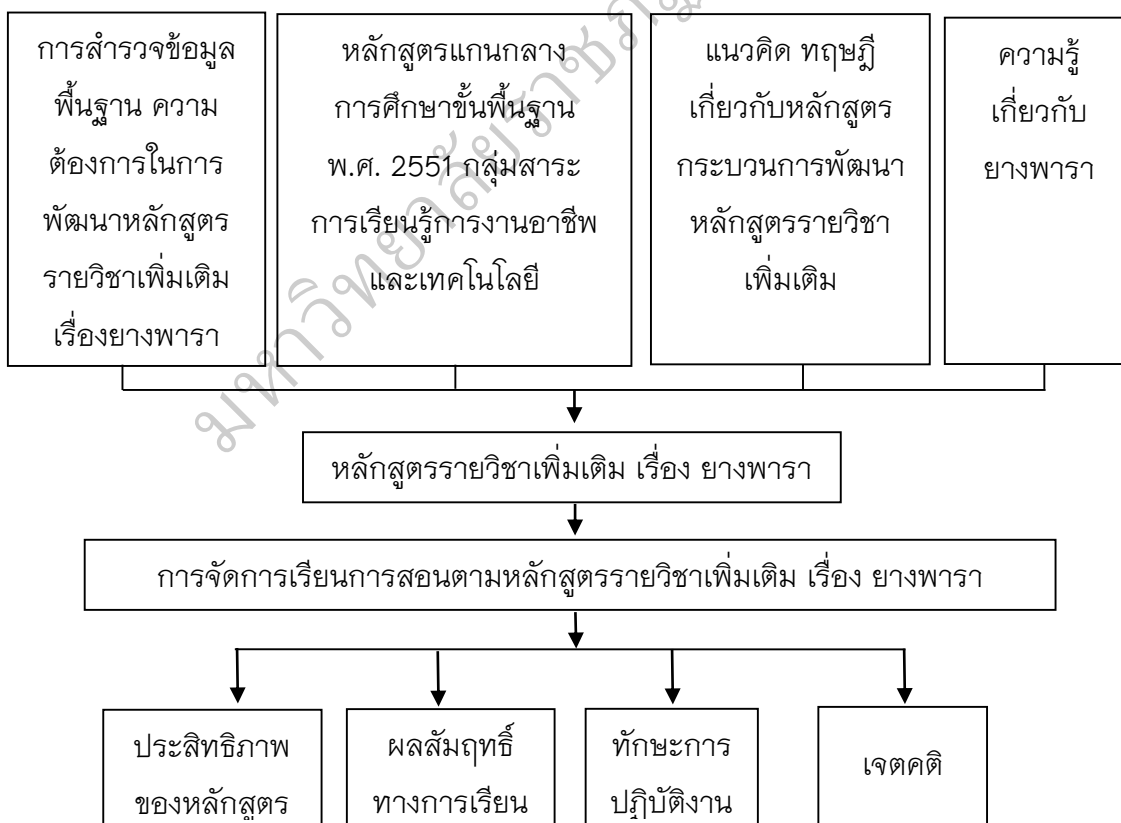 การสำรวจข้อมูล
พื้นฐาน ความ
ต้องการในการ
พัฒนาหลักสูตร
รายวิชาเพิ่มเติม
เรื่องยางพารา
หลักสูตรแกนกลาง
การศึกษาขั้นพื้นฐาน
พ.ศ. 2551 กลุ่มสาระ
การเรียนรู้การงานอาชีพ
และเทคโนโลยี
แนวคิด ทฤษฎี
เกี่ยวกับหลักสูตร
กระบวนการพัฒนา
หลักสูตรรายวิชา
เพิ่มเติม
ความรู้
เกี่ยวกับ
ยางพารา
หลักสูตรรายวิชาเพิ่มเติม เรื่อง ยางพารา
การจัดการเรียนการสอนตามหลักสูตรรายวิชาเพิ่มเติม เรื่อง ยางพารา
ประสิทธิภาพ
ของหลักสูตร
ผลสัมฤทธิ์
ทางการเรียน
ทักษะการ
ปฏิบัติงาน
เจตคติ
มหาวิทยาลัยราชภัฏ